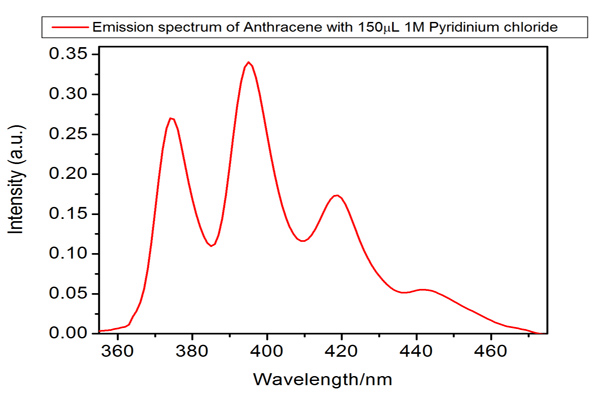 Emission spectrum of Anthracene with 150μL 1M Pyridinium chloride
0.35
0.30
0.25
0.20
0.15
0.10
0.05
0.00
Intensity (a.u.)
360 380 400 420 440 460
Wavelength/nm